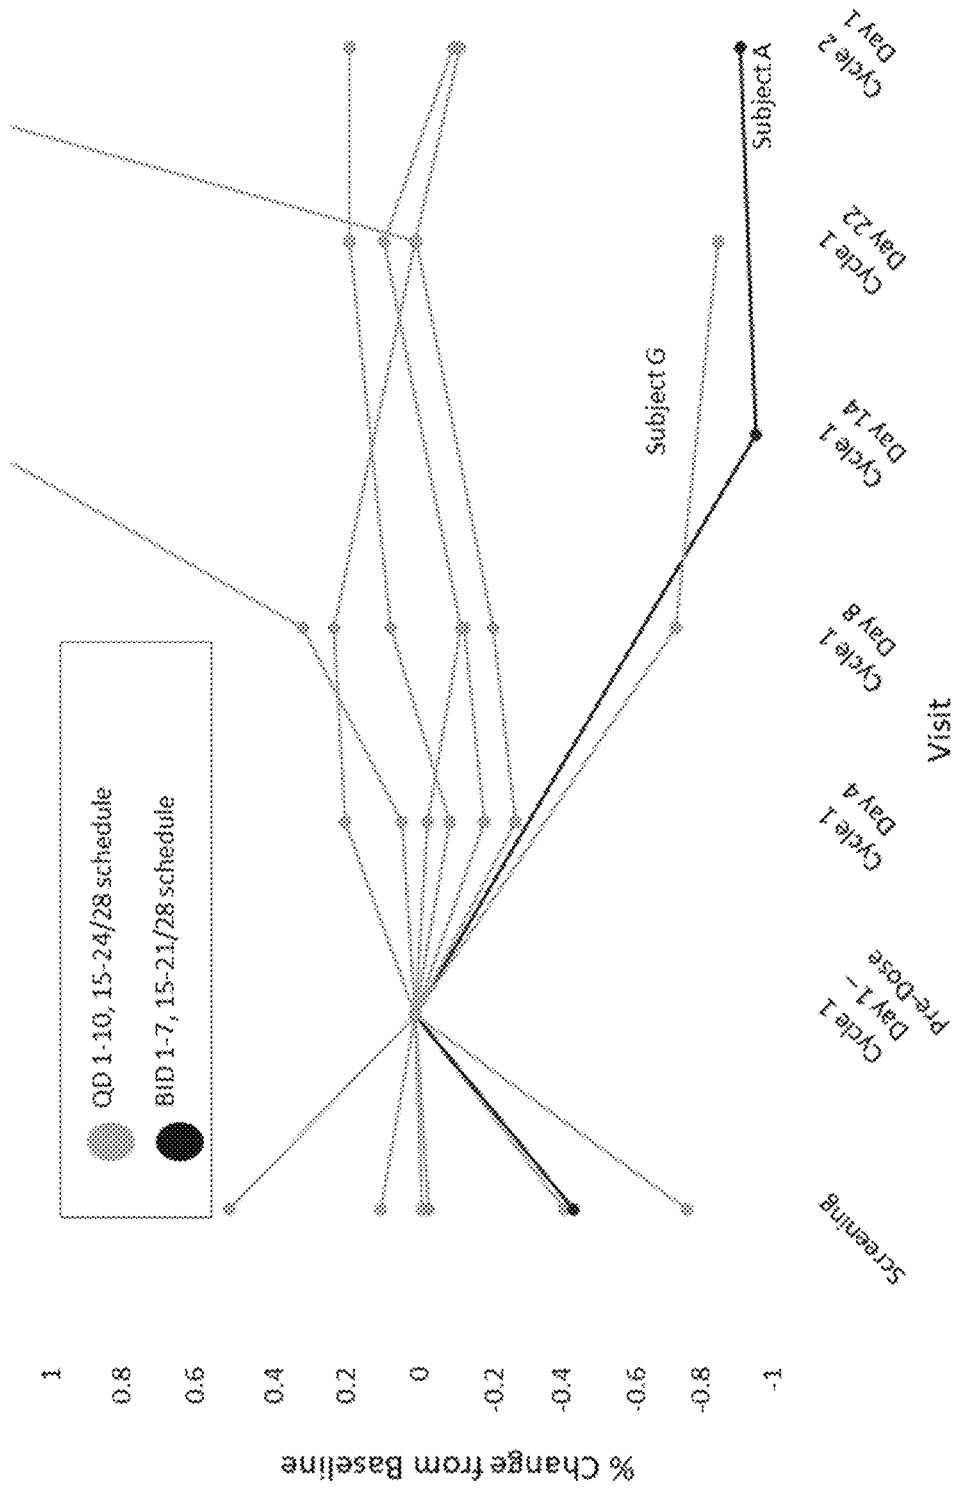 QD 1-10, 15-24/28 schedule
BID 1-7, 15-21/28 schedule
% Change from Baseline
1
0.8
0.6
0.4
0.2
0
-0.2
-0.4
-0.6
-0.8
-1
Subject G
Subject A
Screening
Cycle 1
Day 1 –
Pre-Dose
Cycle 1
Day 4
Cycle 1
Day 8
Cycle 1
Day 14
Cycle 1
Day 22
Cycle 2
Day 1
Visit